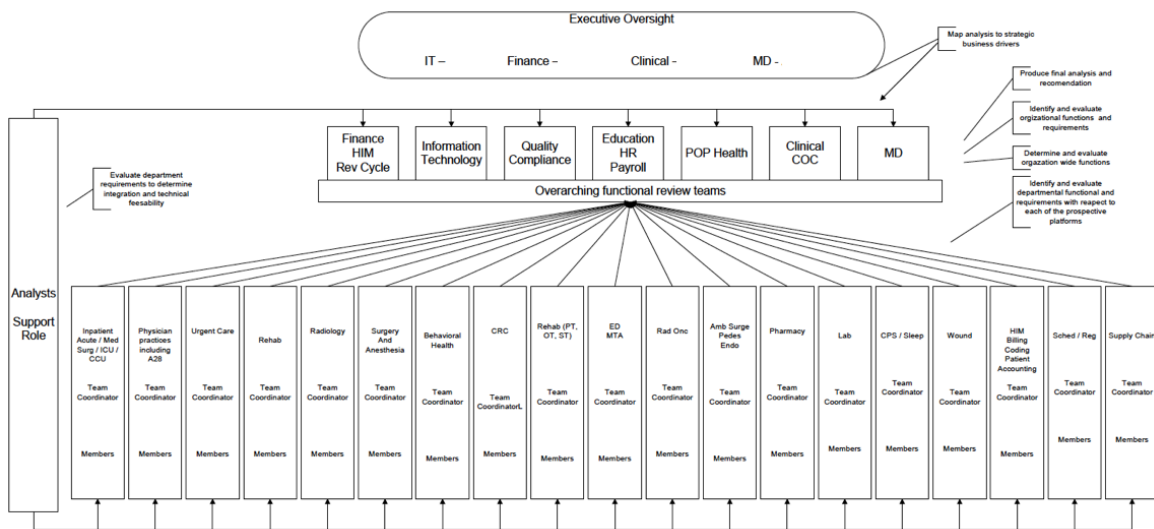 Executive Oversight
IT –
Finance –
Clinical -
MD -
Map analysis to strategic
business drivers
Produce final analysis and
recomendation
Identify and evaluate
orgizational functions and
requirements
Determine and evaluate
orgazation wide functions
Identify and evaluate
departmental functional and
requirements with respect to
each of the prospective
platforms
Evaluate department
requirements to determine
integration and technical
feesability
Finance
HIM
Rev Cycle
Information
Technology
Quality
Compliance
Education
HR
Payroll
POP Health
Clinical
COC
MD
Overarching functional review teams
Analysts
Support
Role
Inpatient
Acute / Med
Surg / ICU /
CCU
Team
Coordinator
Members
Physician
practices
including
A28
Team
Coordinator
Members
Urgent Care
Team
Coordinator
Members
Rehab
Team
Coordinator
Members
Radiology
Team
Coordinator
Members
Surgery
And
Anesthesia
Team
Coordinator
Members
Behavioral
Health
Team
Coordinator
Members
CRC
Team
CoordinatorL
Members
Rehab (PT,
OT, ST)
Team
Coordinator
Members
ED
MTA
Team
Coordinator
Members
Rad Onc
Team
Coordinator
Members
Amb Surge
Pedes
Endo
Team
Coordinator
Members
Pharmacy
Team
Coordinator
Members
Lab
Team
Coordinator
Members
CPS / Sleep
Team
Coordinator
Members
Wound
Team
Coordinator
Members
HIM
Billing
Coding
Patient
Accounting
Team
Coordinator
Members
Sched / Reg
Team
Coordinator
Members
Supply Chain
Team
Coordinator
Members